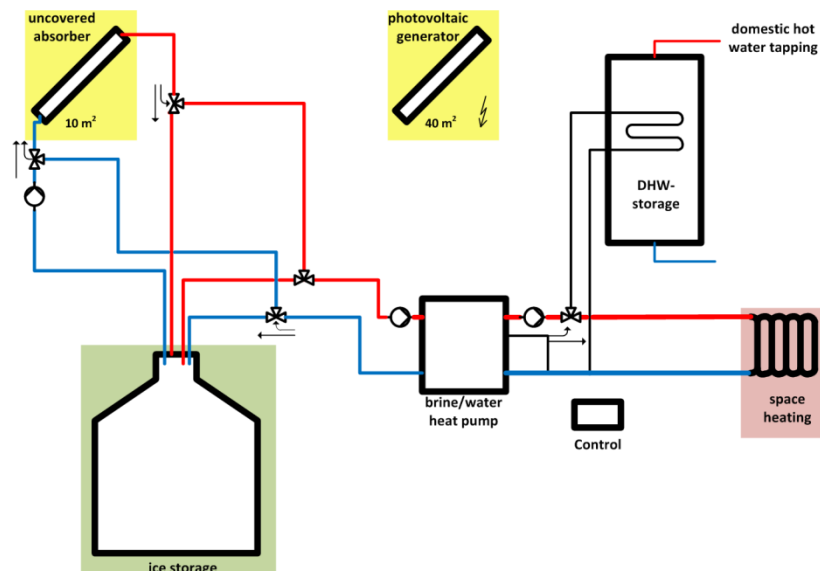 uncovered
absorber
10 m²
photovoltaic
generator
40 m²
domestic hot
water tapping
DHW-
storage
brine/water
heat pump
Control
space
heating
ice storage